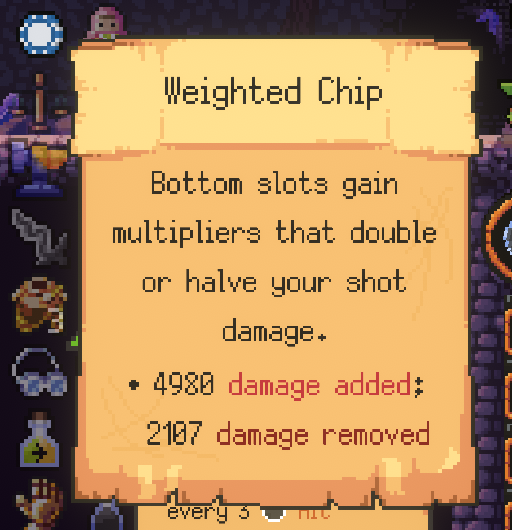 Weighted Chip
Bottom slots gain
multipliers that double
or halve your shot
damage.
• 4980 damage added;
2107 damage removed
every 3 hit